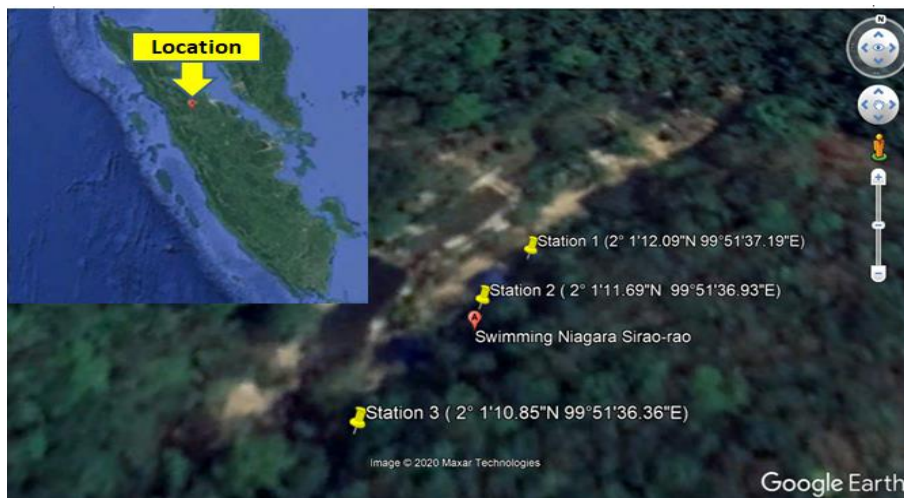 Location
N
Station 1 (2° 1'12.09"N 99°51'37.19"E)
Station 2 ( 2° 1'11.69"N  99°51'36.93"E)
A
Swimming Niagara Sirao-rao
Station 3 ( 2° 1'10.85"N 99°51'36.36"E)
Image © 2020 Maxar Technologies
Google Earth